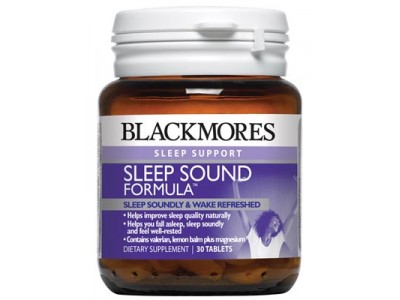 BLACKMORES
SLEEP SUPPORT
SLEEP SOUND
FORMULA™
SLEEP SOUNDLY & WAKE REFRESHED
• Helps improve sleep quality naturally
• Helps you fall asleep, sleep soundly
and feel well-rested
• Contains valerian, lemon balm plus magnesium
DIETARY SUPPLEMENT | 30 TABLETS